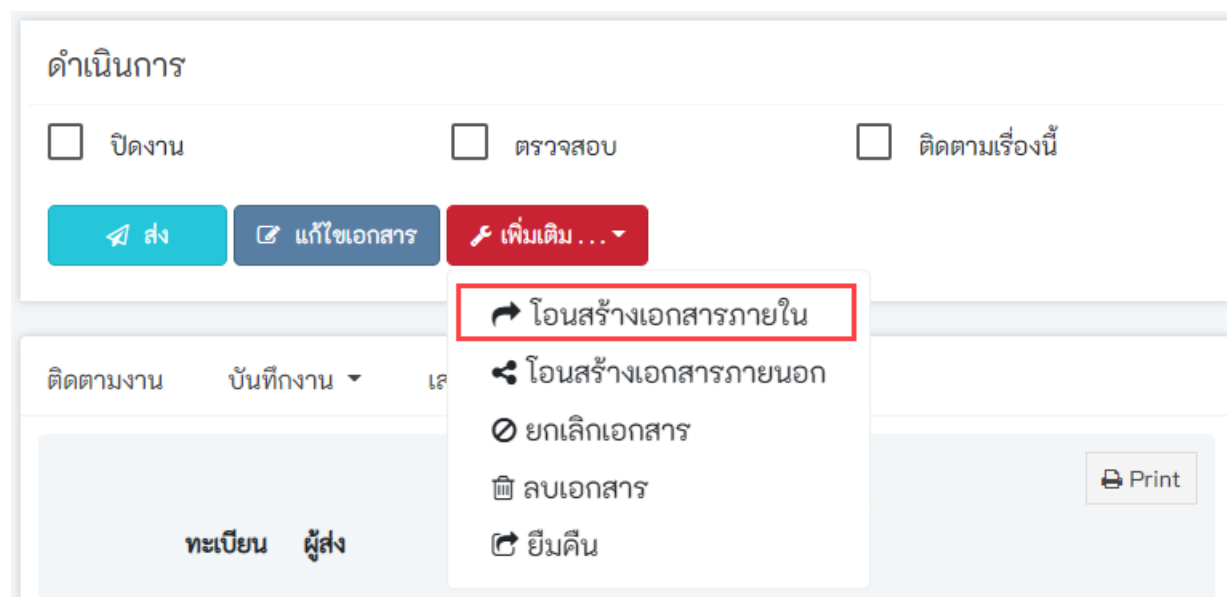 ดำเนินการ
ปิดงาน ตรวจสอบ ติดตามเรื่องนี้
ส่ง แก้ไขเอกสาร เพิ่มเติม . . .
โอนสร้างเอกสารภายใน
โอนสร้างเอกสารภายนอก
ยกเลิกเอกสาร
ลบเอกสาร
ยืมคืน
ติดตามงาน บันทึกงาน
Print
ทะเบียน ผู้ส่ง